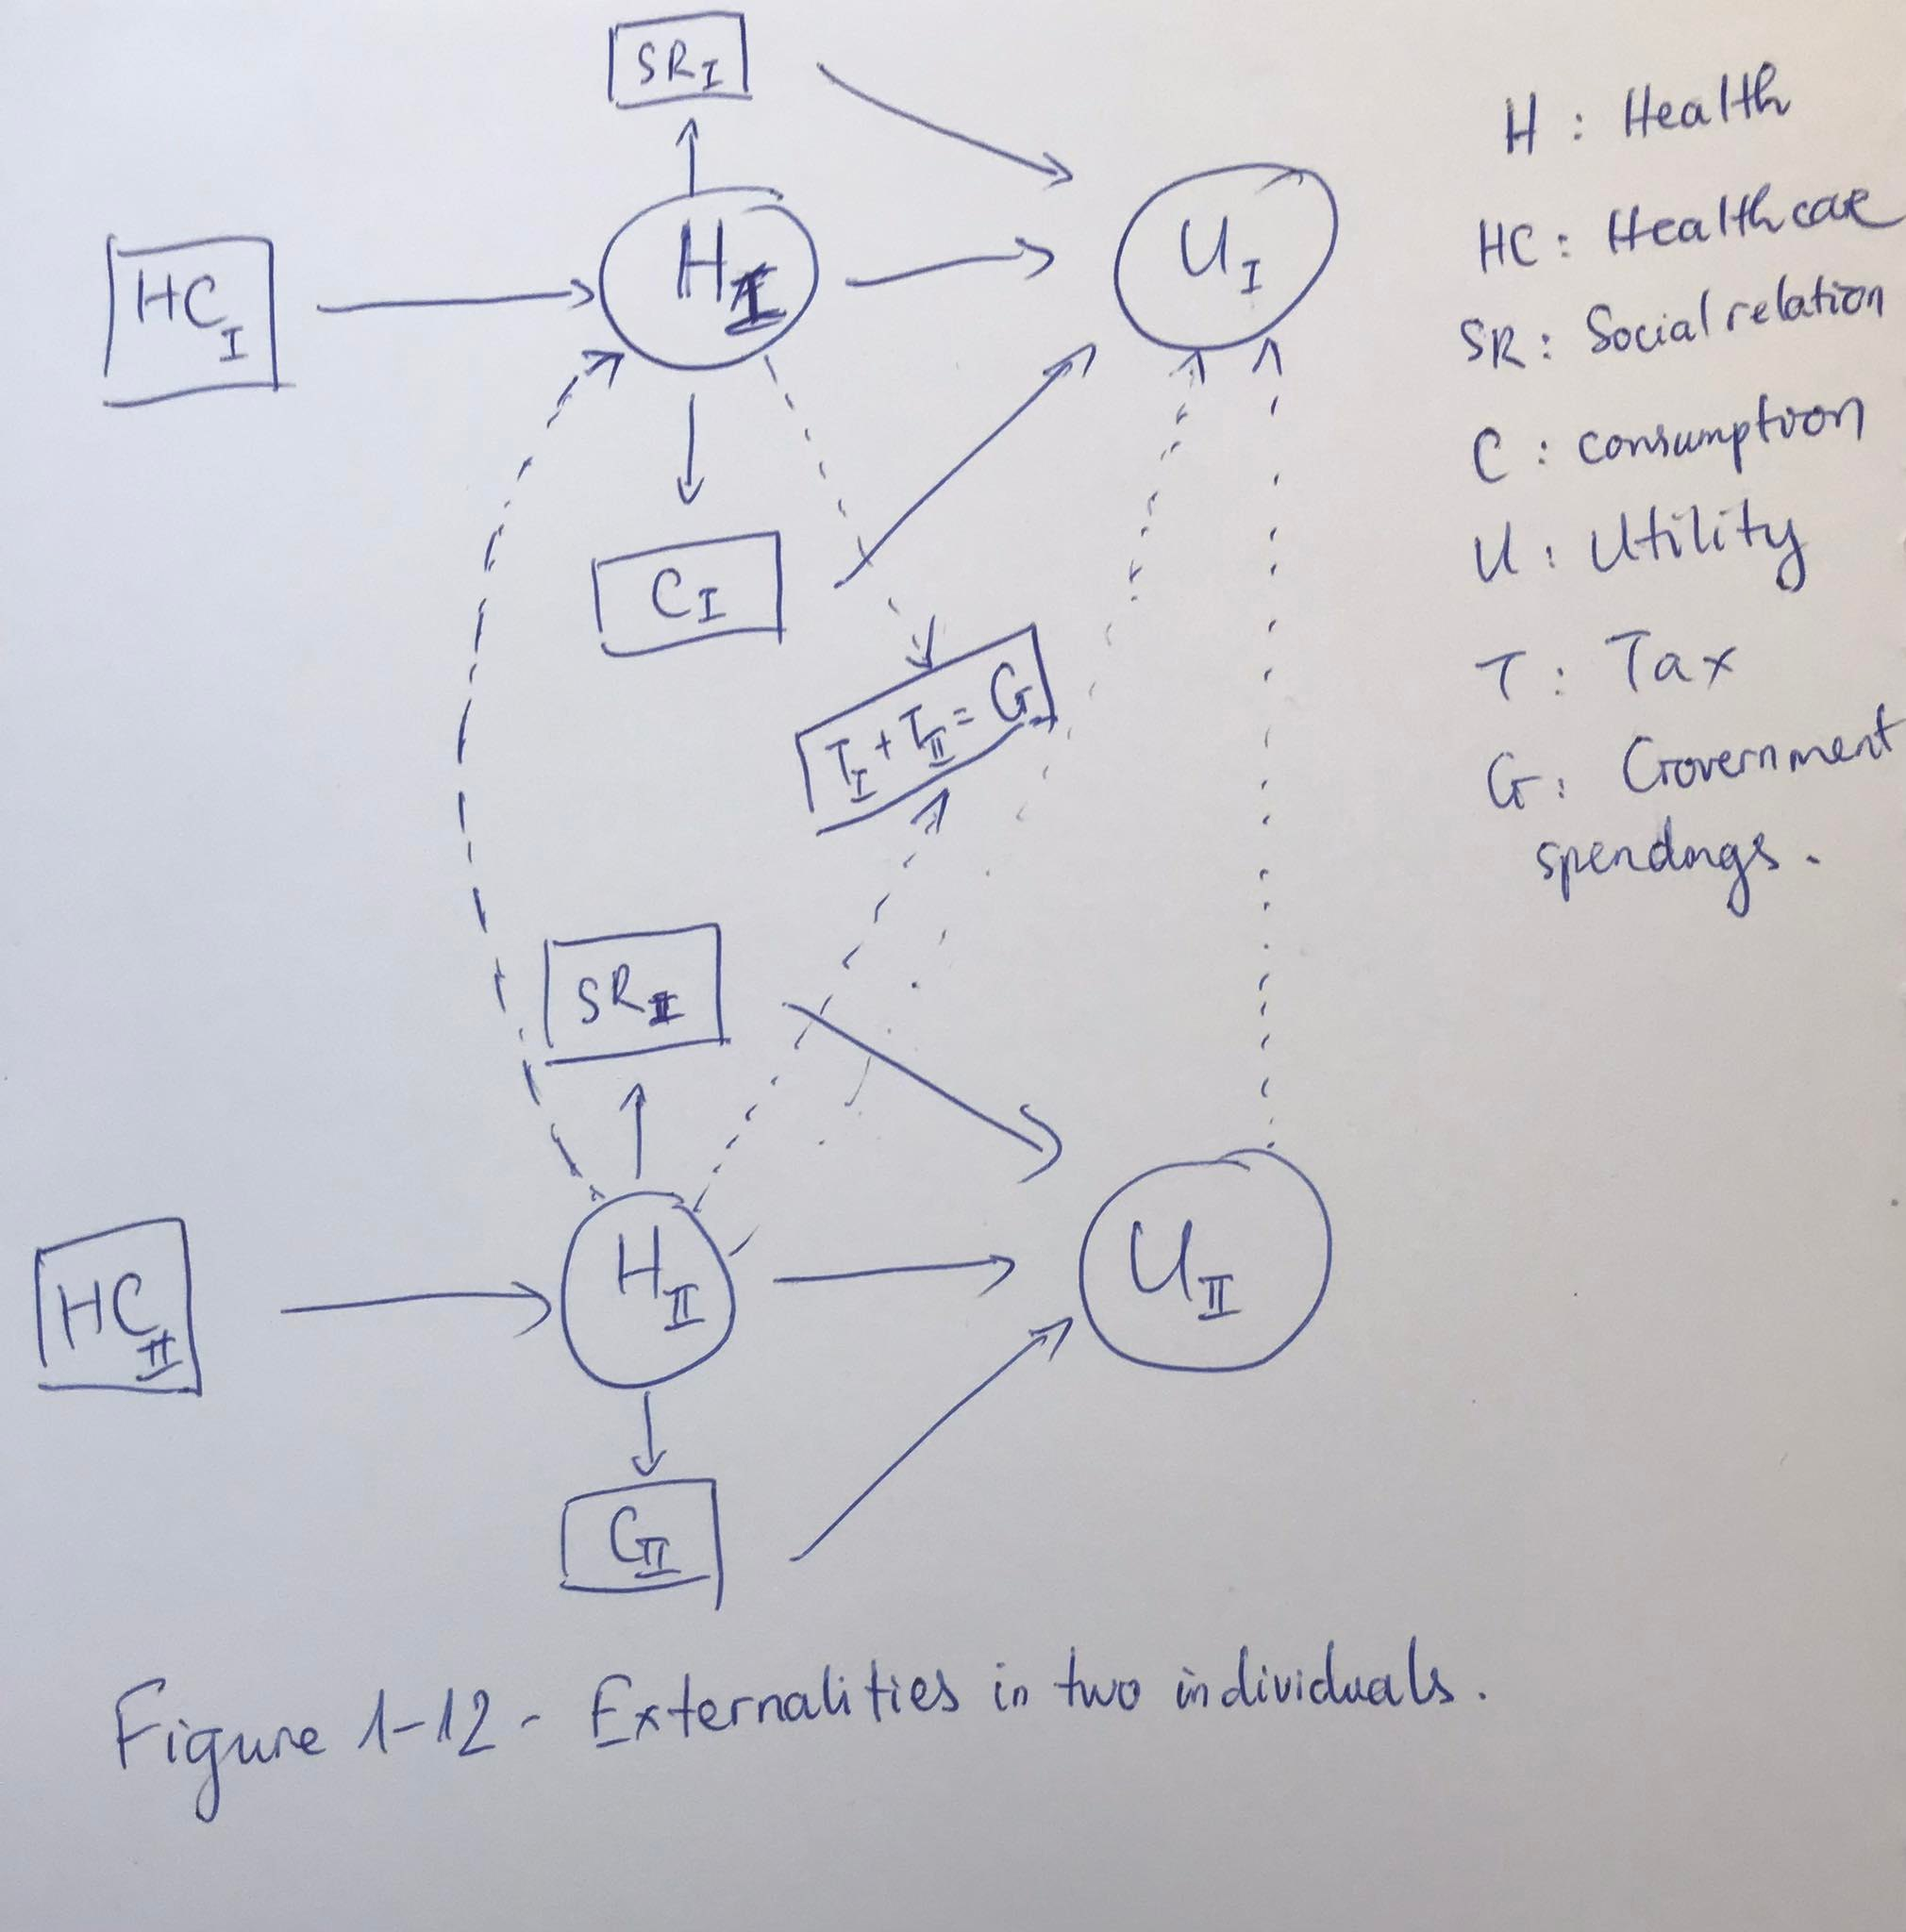 SR_I
H : Health
HC_I
H_I
U_I
HC : Healthcare
SR : Social relation
C : consumption
C_I
U : Utility
T_I + T_II = G
T : Tax
G : Government
spendings.
SR_II
HC_II
H_II
U_II
C_II
Figure 1-12 - Externalities in two individuals.